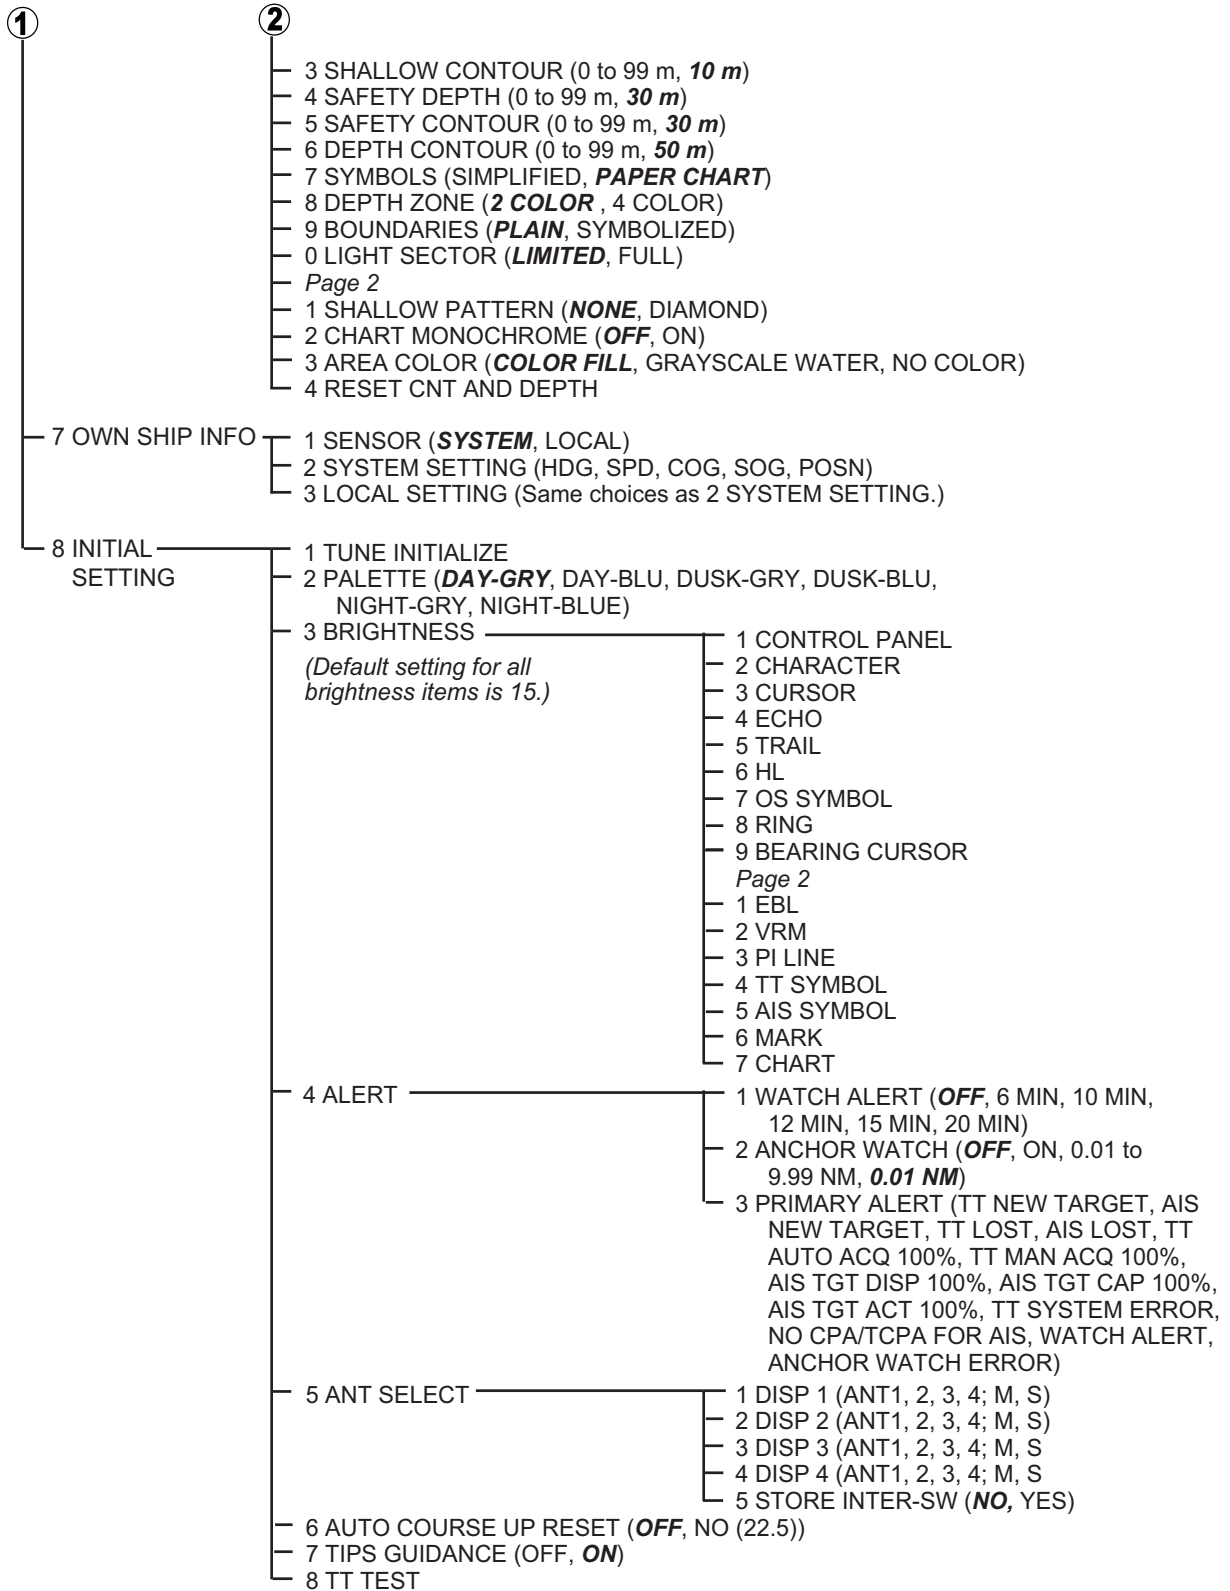 1
2
3 SHALLOW CONTOUR (0 to 99 m, 10 m)
4 SAFETY DEPTH (0 to 99 m, 30 m)
5 SAFETY CONTOUR (0 to 99 m, 30 m)
6 DEPTH CONTOUR (0 to 99 m, 50 m)
7 SYMBOLS (SIMPLIFIED, PAPER CHART)
8 DEPTH ZONE (2 COLOR , 4 COLOR)
9 BOUNDARIES (PLAIN, SYMBOLIZED)
0 LIGHT SECTOR (LIMITED, FULL)
Page 2
1 SHALLOW PATTERN (NONE, DIAMOND)
2 CHART MONOCHROME (OFF, ON)
3 AREA COLOR (COLOR FILL, GRAYSCALE WATER, NO COLOR)
4 RESET CNT AND DEPTH
7 OWN SHIP INFO
1 SENSOR (SYSTEM, LOCAL)
2 SYSTEM SETTING (HDG, SPD, COG, SOG, POSN)
3 LOCAL SETTING (Same choices as 2 SYSTEM SETTING.)
8 INITIAL
SETTING
1 TUNE INITIALIZE
2 PALETTE (DAY-GRY, DAY-BLU, DUSK-GRY, DUSK-BLU,
NIGHT-GRY, NIGHT-BLUE)
3 BRIGHTNESS
(Default setting for all
brightness items is 15.)
1 CONTROL PANEL
2 CHARACTER
3 CURSOR
4 ECHO
5 TRAIL
6 HL
7 OS SYMBOL
8 RING
9 BEARING CURSOR
Page 2
1 EBL
2 VRM
3 PI LINE
4 TT SYMBOL
5 AIS SYMBOL
6 MARK
7 CHART
4 ALERT
1 WATCH ALERT (OFF, 6 MIN, 10 MIN,
12 MIN, 15 MIN, 20 MIN)
2 ANCHOR WATCH (OFF, ON, 0.01 to
9.99 NM, 0.01 NM)
3 PRIMARY ALERT (TT NEW TARGET, AIS
NEW TARGET, TT LOST, AIS LOST, TT
AUTO ACQ 100%, TT MAN ACQ 100%,
AIS TGT DISP 100%, AIS TGT CAP 100%,
AIS TGT ACT 100%, TT SYSTEM ERROR,
NO CPA/TCPA FOR AIS, WATCH ALERT,
ANCHOR WATCH ERROR)
5 ANT SELECT
1 DISP 1 (ANT1, 2, 3, 4; M, S)
2 DISP 2 (ANT1, 2, 3, 4; M, S)
3 DISP 3 (ANT1, 2, 3, 4; M, S
4 DISP 4 (ANT1, 2, 3, 4; M, S
5 STORE INTER-SW (NO, YES)
6 AUTO COURSE UP RESET (OFF, NO (22.5))
7 TIPS GUIDANCE (OFF, ON)
8 TT TEST